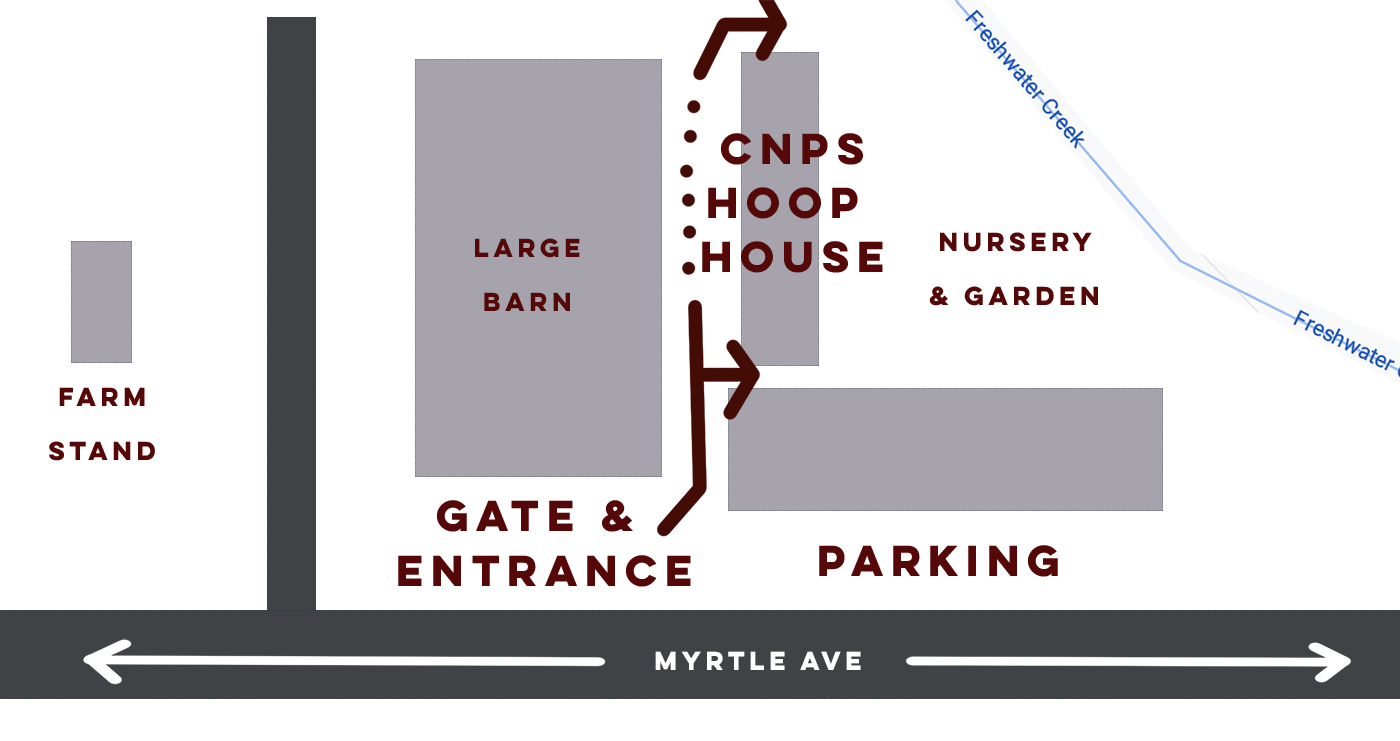 Freshwater Creek
CNPS
HOOP
HOUSE
LARGE
BARN
NURSERY
& GARDEN
Freshwater
FARM
STAND
GATE &
ENTRANCE
PARKING
MYRTLE AVE